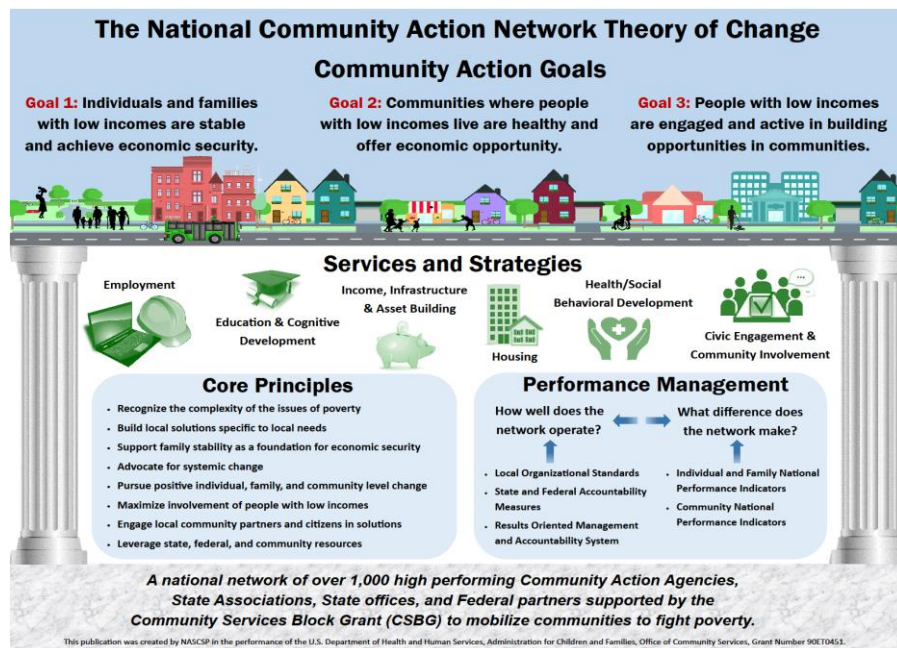 The National Community Action Network Theory of Change
Community Action Goals
Goal 1: Individuals and families
with low incomes are stable
and achieve economic security.
Goal 2: Communities where people
with low incomes live are healthy and
offer economic opportunity.
Goal 3: People with low incomes
are engaged and active in building
opportunities in communities.
Services and Strategies
Employment
Education & Cognitive
Development
Income, Infrastructure
& Asset Building
Housing
Health/Social
Behavioral Development
Civic Engagement &
Community Involvement
Core Principles
• Recognize the complexity of the issues of poverty
• Build local solutions specific to local needs
• Support family stability as a foundation for economic security
• Advocate for systemic change
• Pursue positive individual, family, and community level change
• Maximize involvement of people with low incomes
• Engage local community partners and citizens in solutions
• Leverage state, federal, and community resources
Performance Management
How well does the
network operate?
What difference does
the network make?
• Local Organizational Standards
• State and Federal Accountability
Measures
• Results Oriented Management
and Accountability System
• Individual and Family National
Performance Indicators
• Community National
Performance Indicators
A national network of over 1,000 high performing Community Action Agencies,
State Associations, State offices, and Federal partners supported by the
Community Services Block Grant (CSBG) to mobilize communities to fight poverty.
This publication was created by NASCSP in the performance of the U.S. Department of Health and Human Services, Administration for Children and Families, Office of Community Services, Grant Number 90ET0451.